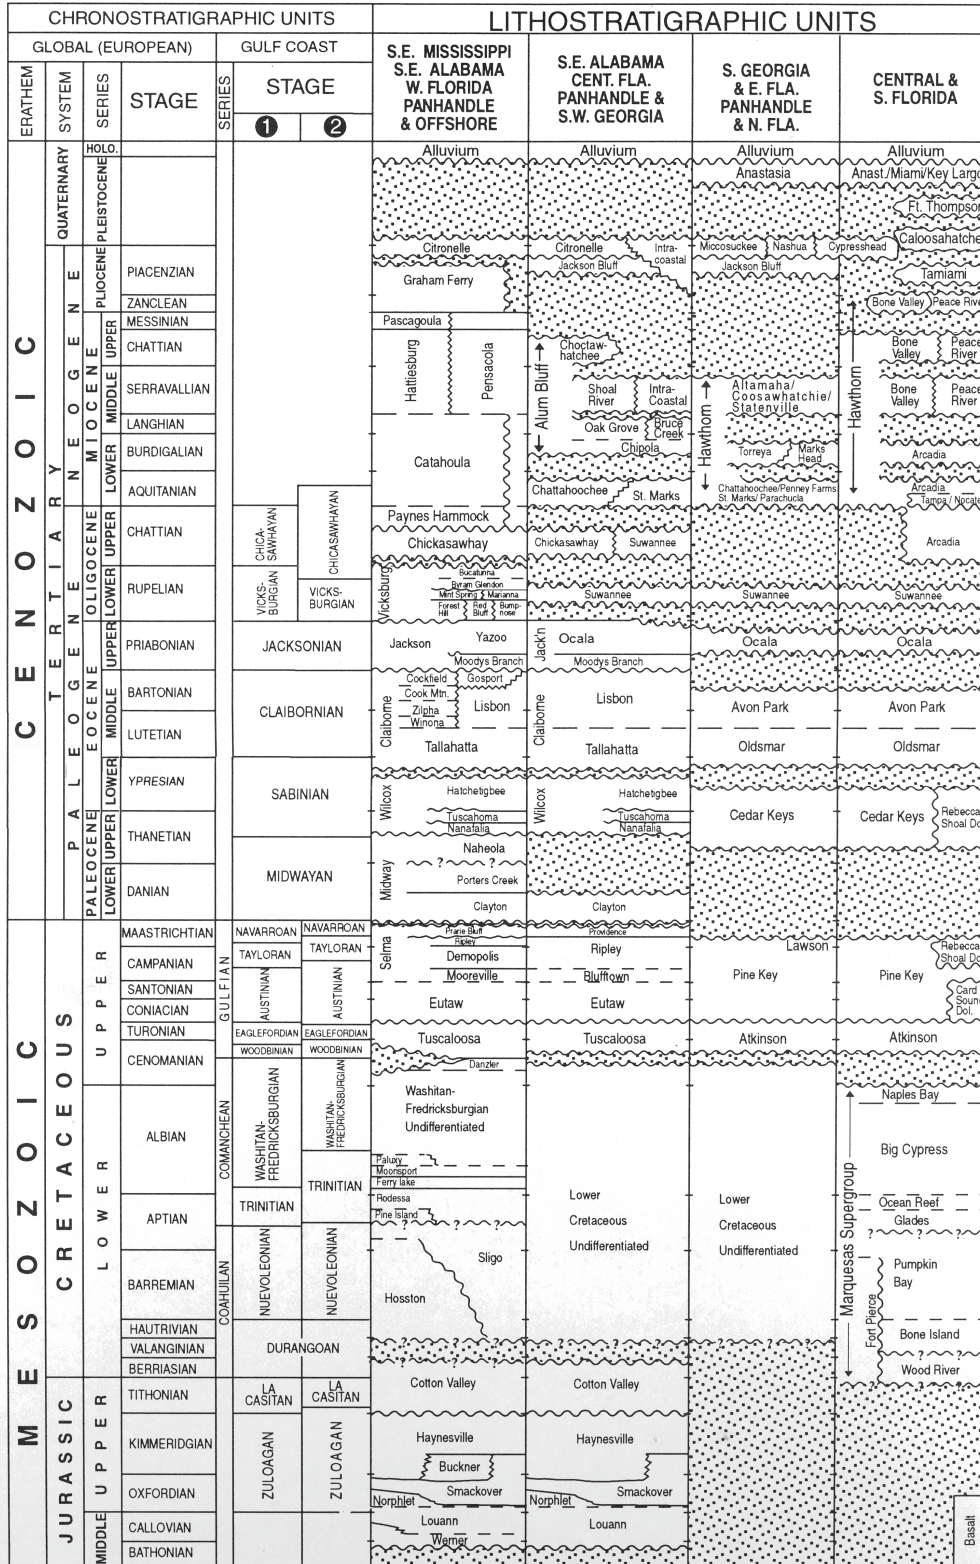 CHRONOSTRATIGRAPHIC UNITS
LITHOSTRATIGRAPHIC UNITS
GLOBAL (EUROPEAN)
GULF COAST
ERATHEM
SYSTEM
SERIES
STAGE
SERIES
STAGE
1
2
S.E. MISSISSIPPI
S.E. ALABAMA
W. FLORIDA
PANHANDLE
& OFFSHORE
S.E. ALABAMA
CENT. FLA.
PANHANDLE &
S.W. GEORGIA
S. GEORGIA
& E. FLA.
PANHANDLE
& N. FLA.
CENTRAL &
S. FLORIDA
CENOZOIC
MESOZOIC
QUATERNARY
TERTIARY
NEOGENE
PALEOGENE
CRETACEOUS
JURASSIC
HOLO.
PLEISTOCENE
PLIOCENE
MIOCENE
UPPER
MIDDLE
LOWER
OLIGOCENE
UPPER
LOWER
EOCENE
UPPER
MIDDLE
LOWER
PALEOCENE
UPPER
LOWER
UPPER
LOWER
UPPER
MIDDLE
PIACENZIAN
ZANCLEAN
MESSINIAN
CHATTIAN
SERRAVALLIAN
LANGHIAN
BURDIGALIAN
AQUITANIAN
CHATTIAN
RUPELIAN
PRIABONIAN
BARTONIAN
LUTETIAN
YPRESIAN
THANETIAN
DANIAN
MAASTRICHTIAN
CAMPANIAN
SANTONIAN
CONIACIAN
TURONIAN
CENOMANIAN
ALBIAN
APTIAN
BARREMIAN
HAUTRIVIAN
VALANGINIAN
BERRIASIAN
TITHONIAN
KIMMERIDGIAN
OXFORDIAN
CALLOVIAN
BATHONIAN
GULFIAN
COMANCHEAN
COAHUILAN
CHICA-
SAWHAYAN
VICKS-
BURGIAN
CHICASAWHAYAN
VICKS-
BURGIAN
JACKSONIAN
CLAIBORNIAN
SABINIAN
MIDWAYAN
NAVARROAN
TAYLORAN
AUSTINIAN
EAGLEFORDIAN
WOODBINIAN
WASHITAN-
FREDRICKSBURGIAN
TRINITIAN
NUEVOLEONIAN
NAVARROAN
TAYLORAN
AUSTINIAN
EAGLEFORDIAN
WOODBINIAN
WASHITAN-
FREDRICKSBURGIAN
TRINITIAN
NUEVOLEONIAN
DURANGOAN
LA
CASITAN
LA
CASITAN
ZULOAGAN
ZULOAGAN
Alluvium
Citronelle
Graham Ferry
Pascagoula
Hattiesburg
Pensacola
Catahoula
Paynes Hammock
Chickasawhay
Vicksburg
Bucatunna
Byram Glendon
Mint Spring
Marianna
Forest
Hill
Red
Bluff
Bump-
nose
Jackson
Yazoo
Moodys Branch
Claiborne
Cockfield
Gosport
Cook Mtn.
Zilpha
Winona
Lisbon
Tallahatta
Wilcox
Hatchetigbee
Tuscahoma
Nanafalia
Midway
Naheola
?
?
?
Porters Creek
Clayton
Selma
Prarie Bluff
Ripley
Demopolis
Mooreville
Eutaw
Tuscaloosa
Danzler
Washitan-
Fredricksburgian
Undifferentiated
Paluxy
Moonsport
Ferry lake
Rodessa
Pine Island
? ? ?
Sligo
Hosston
? ? ?
? ? ?
Cotton Valley
Haynesville
Buckner
Smackover
Norphlet
Louann
Werner
Alluvium
Citronelle
Intra-
coastal
Jackson Bluff
Alum Bluff
Choctaw-
hatchee
Shoal
River
Intra-
Coastal
Oak Grove
Bruce
Creek
Chipola
Chattahoochee
St. Marks
Chickasawhay
Suwannee
Suwannee
Jack'n
Ocala
Moodys Branch
Claiborne
Lisbon
Tallahatta
Wilcox
Hatchetigbee
Tuscahoma
Nanafalia
Clayton
Providence
Ripley
Blufftown
Eutaw
Tuscaloosa
Lower
Cretaceous
Undifferentiated
? ? ?
? ? ?
Cotton Valley
Haynesville
Smackover
Norphlet
Louann
Alluvium
Anastasia
Miccosukee
Nashua
Cypresshead
Jackson Bluff
Hawthorn
Altamaha/
Coosawhatchie/
Statenville
Torreya
Marks
Head
Chattahoochee/Penney Farms
St. Marks/Parachucla
Suwannee
Ocala
Avon Park
Oldsmar
Cedar Keys
Lawson
Pine Key
Atkinson
Lower
Cretaceous
Undifferentiated
? ? ?
Alluvium
Anast./Miami/Key Largo
Ft. Thompson
Caloosahatche
Tamiami
Bone Valley
Peace Rive
Hawthorn
Bone
Valley
Peace
River
Bone
Valley
Peace
River
Arcadia
Arcadia
Tampa / Nocate
Arcadia
Suwannee
Ocala
Avon Park
Oldsmar
Cedar Keys
Rebecca
Shoal Do
Rebecca
Shoal Do
Pine Key
Card
Soun
Dol.
Atkinson
Marquesas Supergroup
Naples Bay
Big Cypress
Ocean Reef
Glades
? ? ?
Pumpkin
Bay
Fort Pierce
Bone Island
? ?
Wood River
? ? ?
Basalt